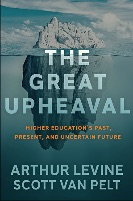 THE
GREAT
UPHEAVAL
HIGHER EDUCATION'S PAST,
PRESENT, AND UNCERTAIN FUTURE
ARTHUR LEVINE
SCOTT VAN PELT